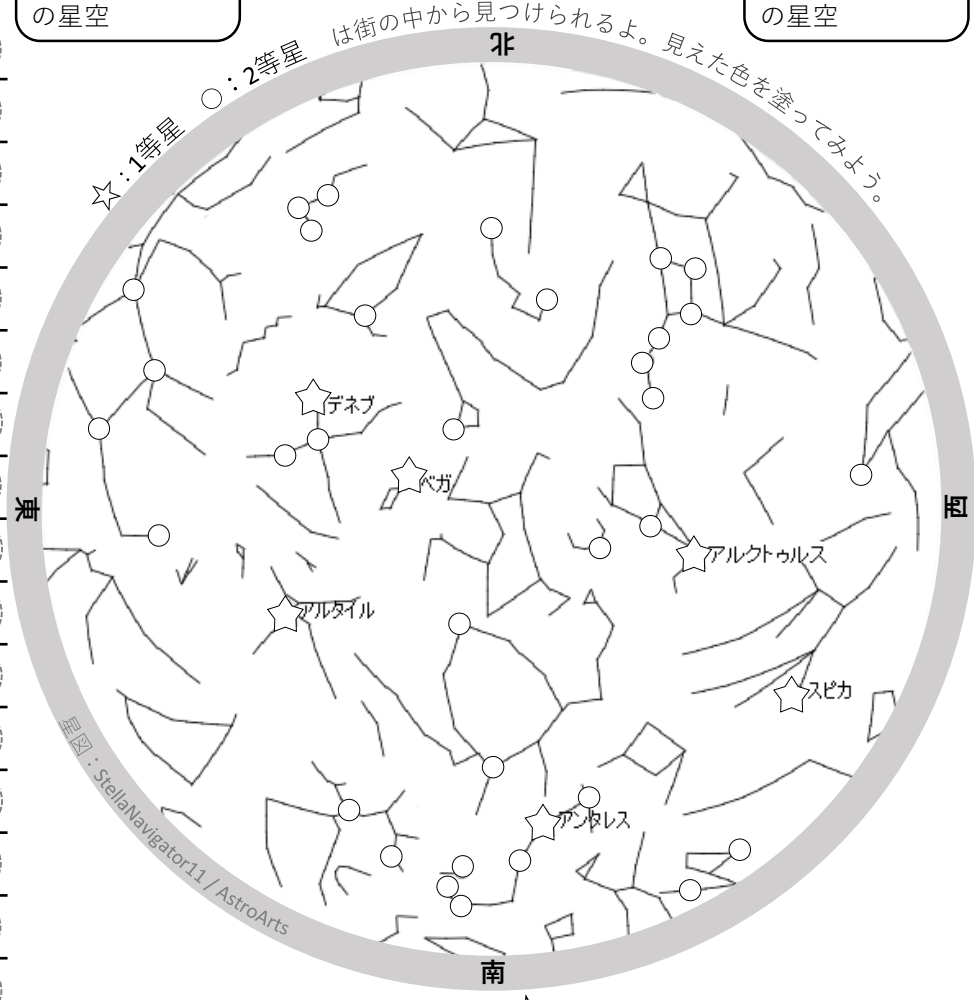 の星空
の星空
☆：1等星　○：2等星　は街の中から見つけられるよ。見えた色を塗ってみよう。
北
デネブ
ベガ
東
西
アルクトゥルス
アルタイル
スピカ
アンタレス
星図：StellaNavigator11 / AstroArts
南